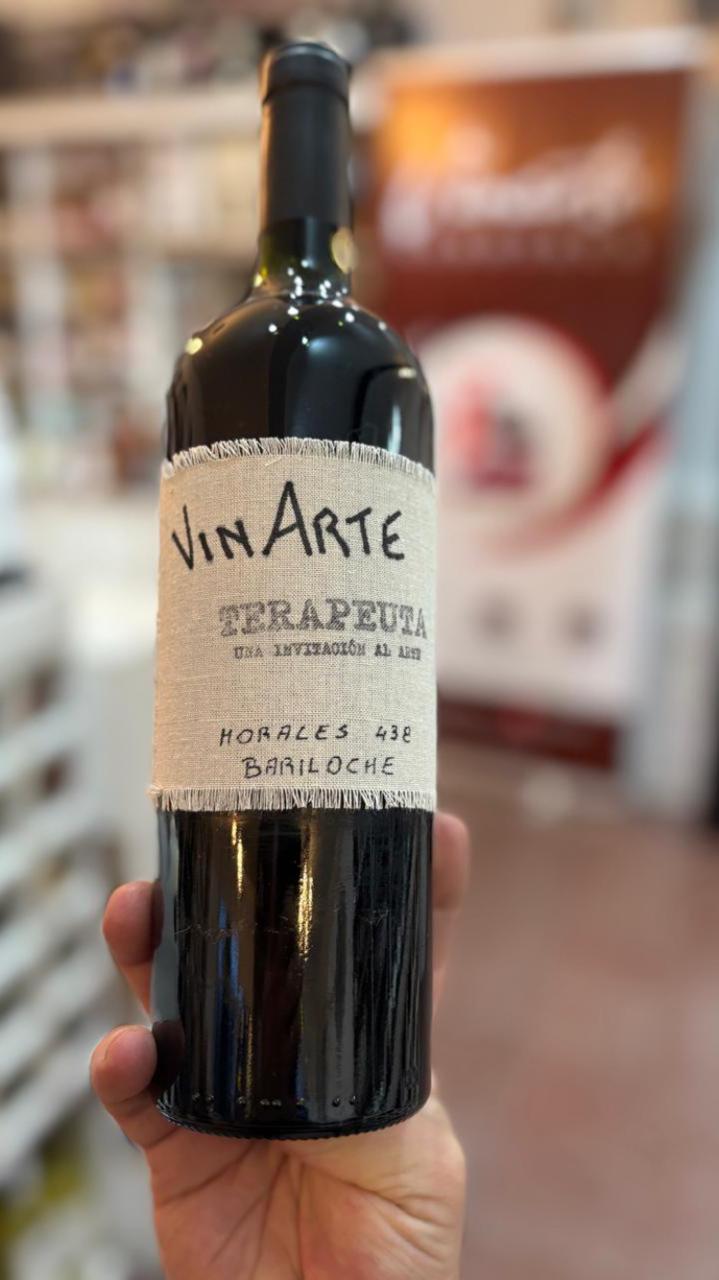 VINARTE
TERAPEUTA
UNA INVITACIÓN AL ARTE
MORALES 438
BARILOCHE